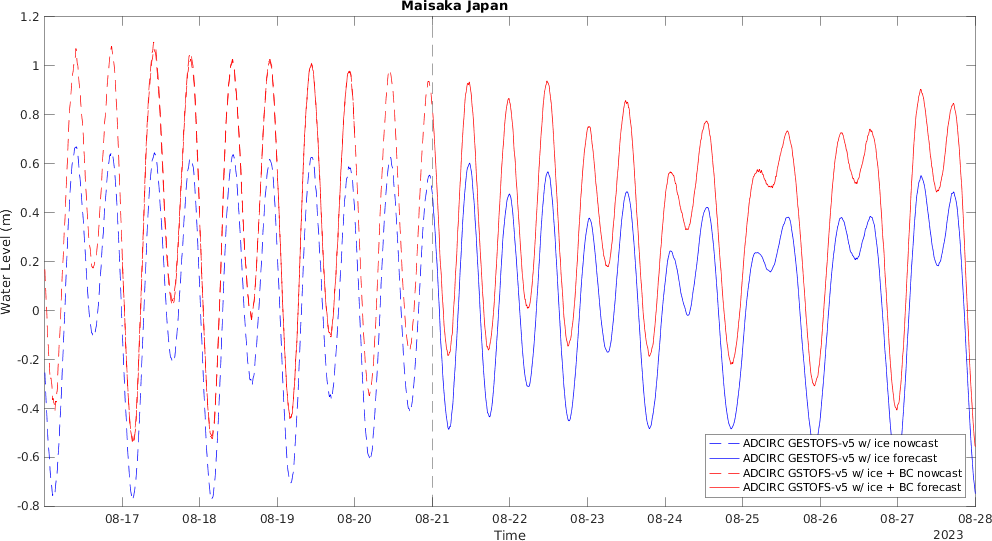 Maisaka Japan
1.2
1
0.8
0.6
0.4
0.2
0
-0.2
-0.4
-0.6
-0.8
Water Level (m)
08-17 08-18 08-19 08-20 08-21 08-22 08-23 08-24 08-25 08-26 08-27 08-28
Time
2023
ADCIRC GESTOFS-v5 w/ ice nowcast
ADCIRC GESTOFS-v5 w/ ice forecast
ADCIRC GSTOFS-v5 w/ ice + BC nowcast
ADCIRC GSTOFS-v5 w/ ice + BC forecast